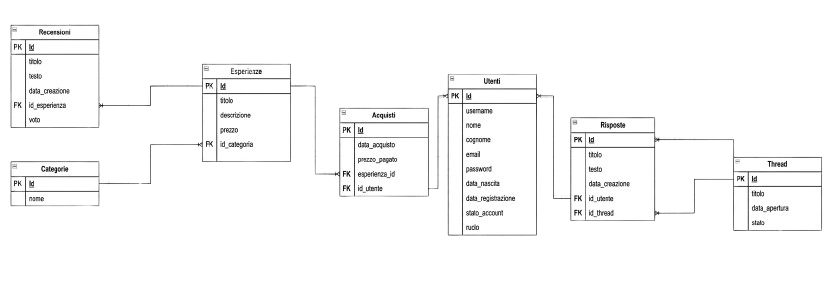 Recensioni
PK Id
titolo
testo
data_creazione
FK id_esperienza
voto
Categorie
PK Id
nome
Esperienze
PK Id
titolo
descrizione
prezzo
FK id_categoria
Acquisti
PK Id
data_acquisto
prezzo_pagato
FK esperienza_id
FK id_utente
Utenti
PK Id
username
nome
cognome
email
password
data_nascita
data_registrazione
stato_account
ruolo
Risposte
PK Id
titolo
testo
data_creazione
FK id_utente
FK id_thread
Thread
PK Id
titolo
data_apertura
stato